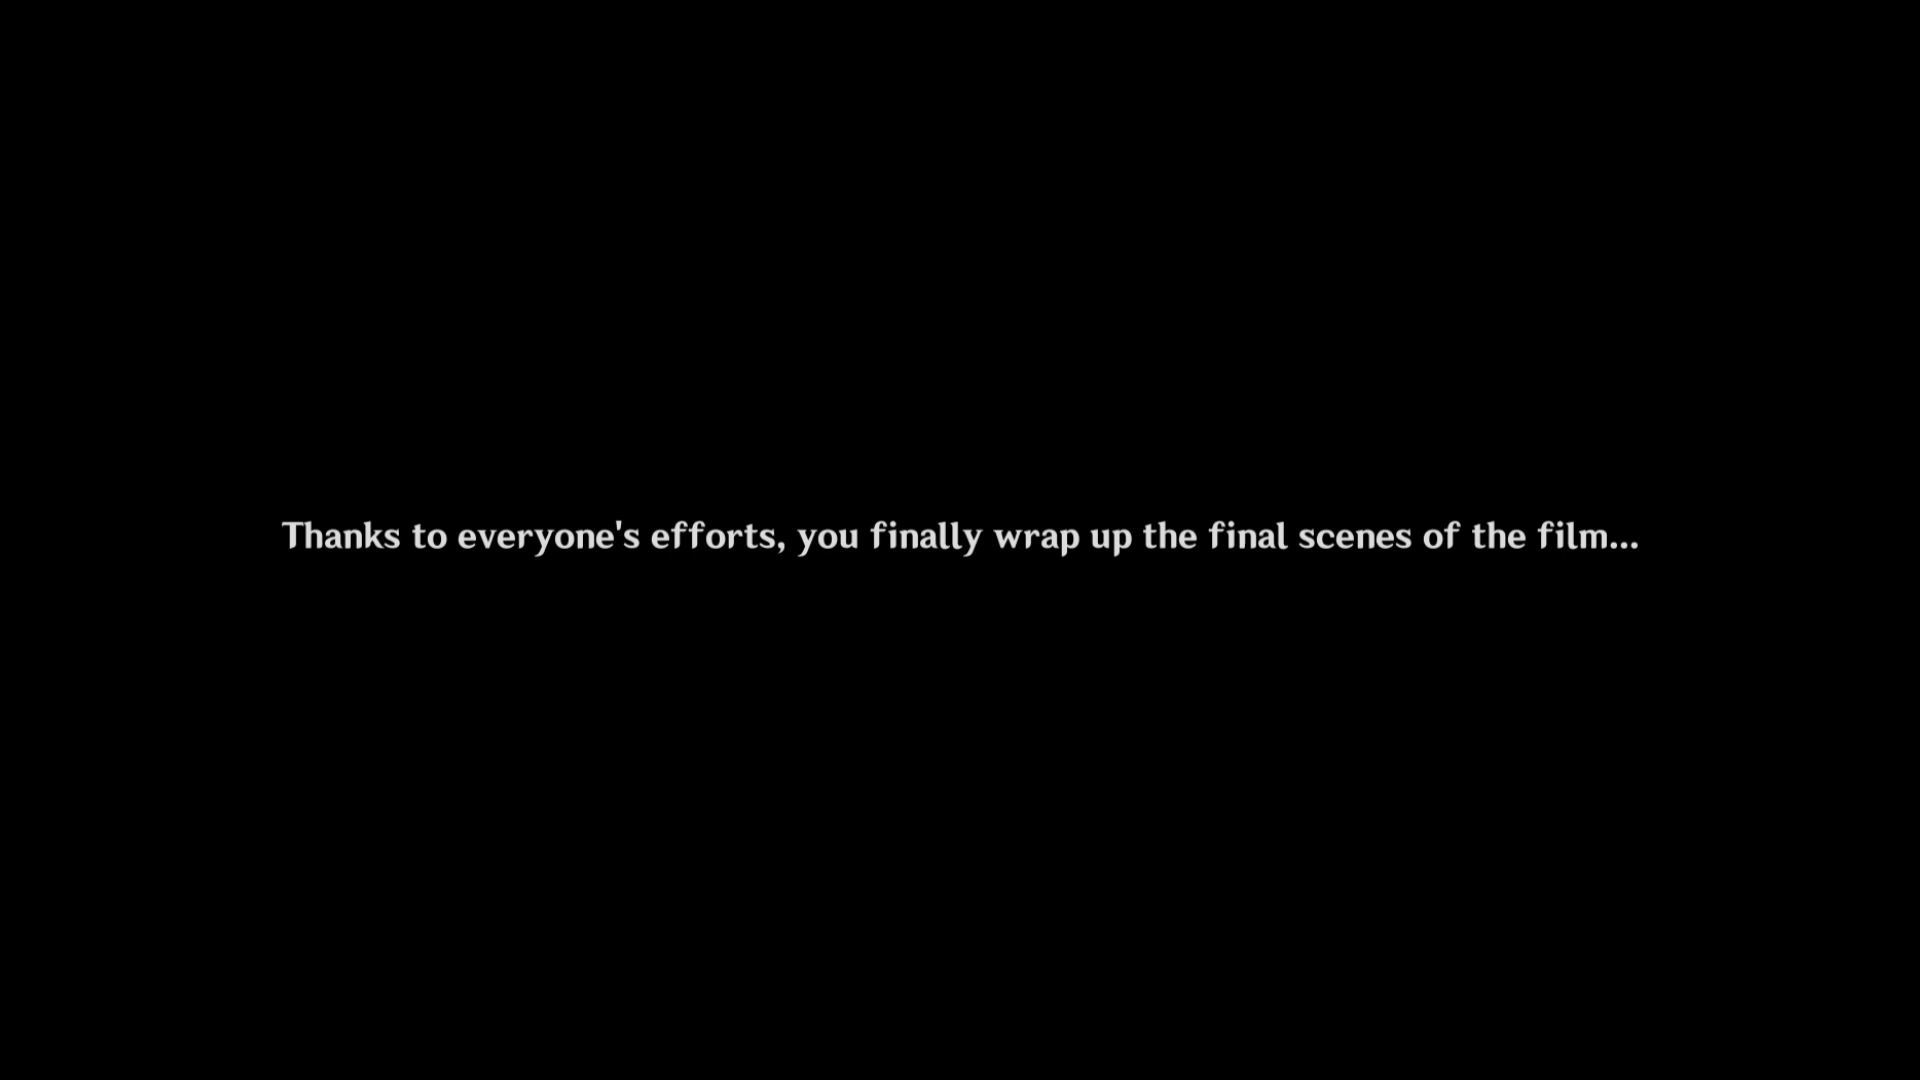 Thanks to everyone's efforts, you finally wrap up the final scenes of the film...